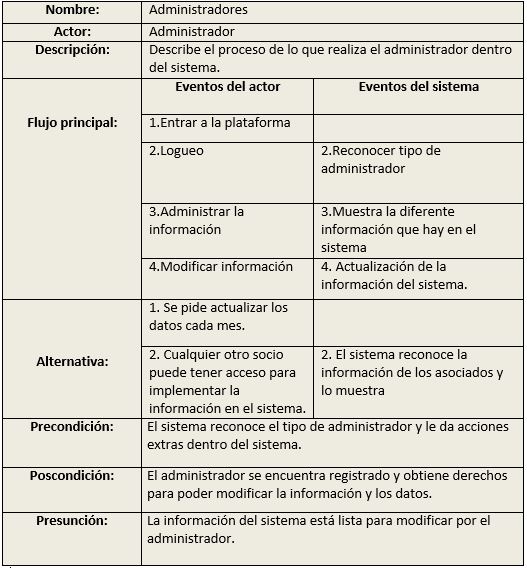 Nombre: Administradores
Actor: Administrador
Descripción: Describe el proceso de lo que realiza el administrador dentro
del sistema.
Flujo principal:
Eventos del actor Eventos del sistema
1.Entrar a la plataforma
2.Logueo 2.Reconocer tipo de
administrador
3.Administrar la 3.Muestra la diferente
información información que hay en el
sistema
4.Modificar información 4. Actualización de la
información del sistema.
Alternativa:
1. Se pide actualizar los
datos cada mes.
2. Cualquier otro socio 2. El sistema reconoce la
puede tener acceso para información de los asociados y
implementar la lo muestra
información en el sistema.
Precondición: El sistema reconoce el tipo de administrador y le da acciones
extras dentro del sistema.
Poscondición: El administrador se encuentra registrado y obtiene derechos
para poder modificar la información y los datos.
Presunción: La información del sistema está lista para modificar por el
administrador.